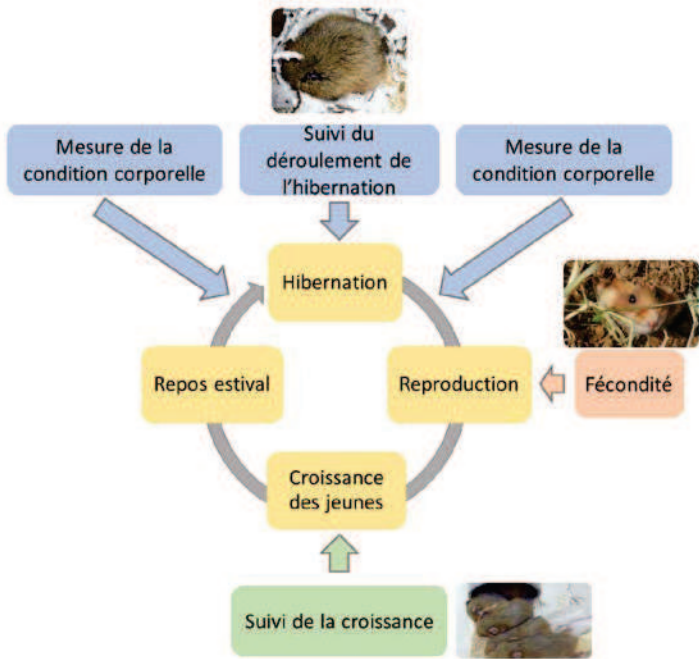 Mesure de la
condition corporelle
Suivi du
déroulement de
l'hibernation
Mesure de la
condition corporelle
Hibernation
Repos estival
Reproduction
Fécondité
Croissance
des jeunes
Suivi de la croissance